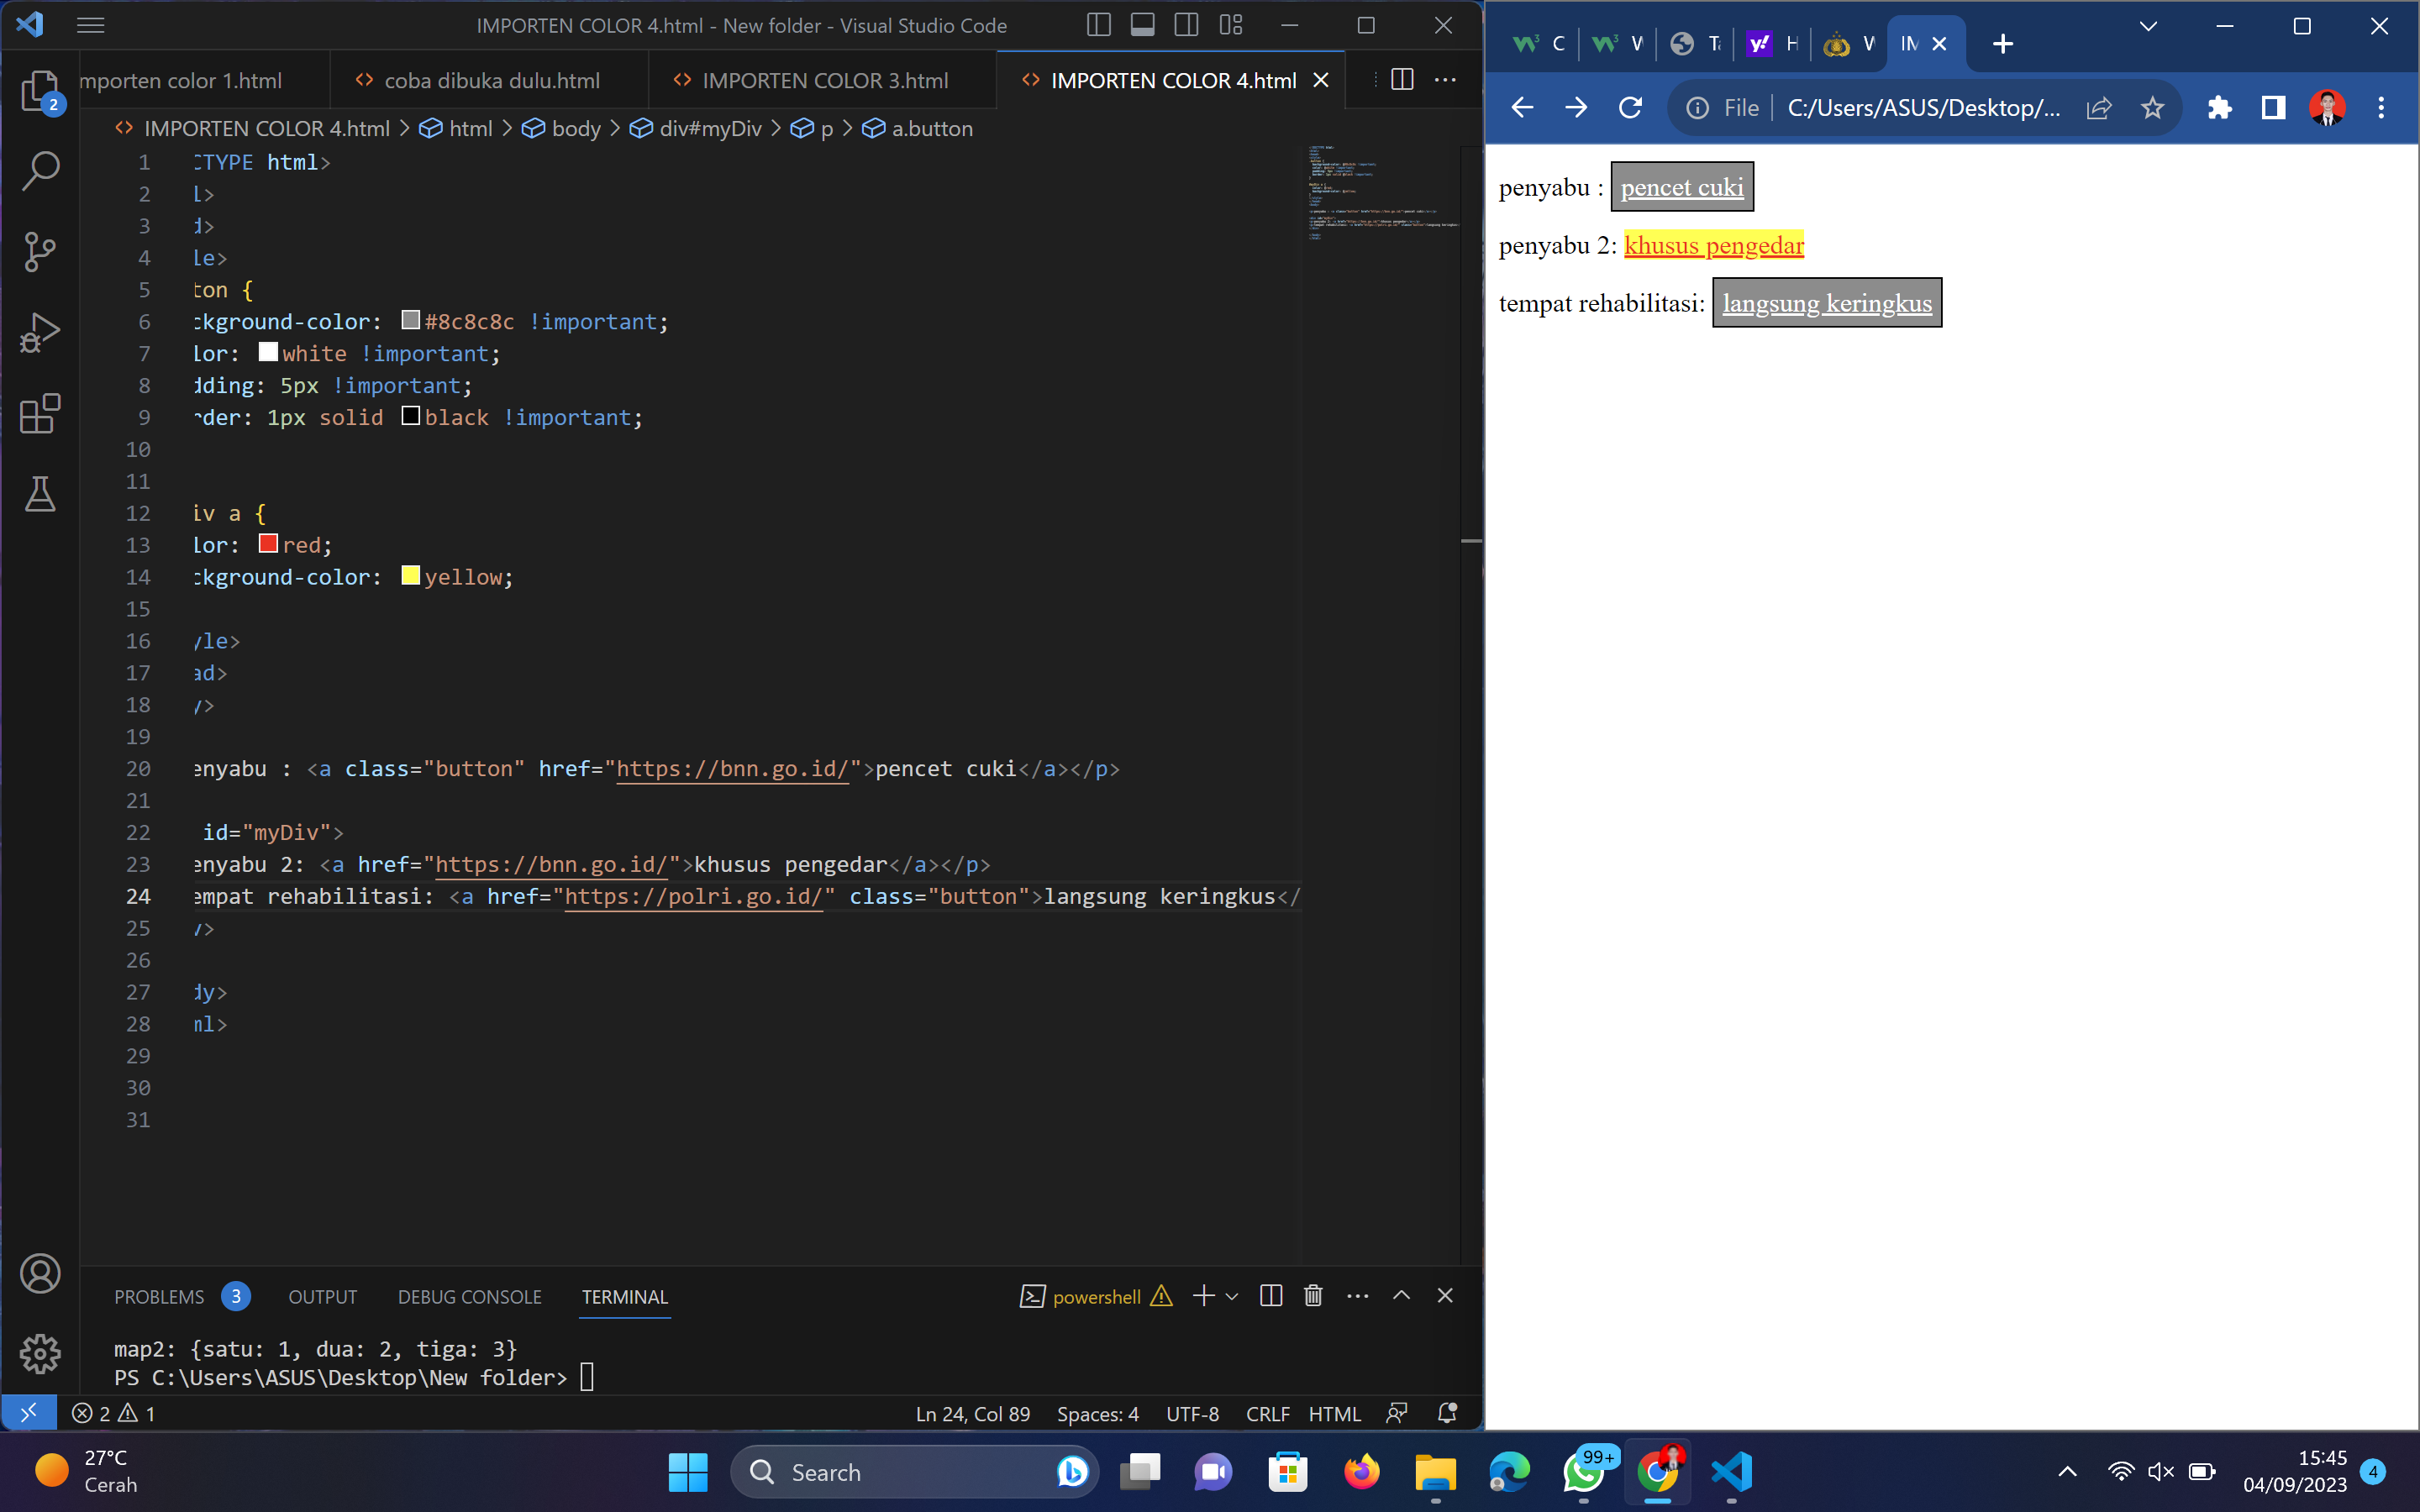 IMPORTEN COLOR 4.html - New folder - Visual Studio Code
mporten color 1.html
coba dibuka dulu.html
IMPORTEN COLOR 3.html
IMPORTEN COLOR 4.html
IMPORTEN COLOR 4.html > html > body > div#myDiv > p > a.button
2
1 CTYPE html>
2 l>
3 d>
4 le>
5 ton {
6 ckground-color: #8c8c8c !important;
7 lor: white !important;
8 dding: 5px !important;
9 rder: 1px solid black !important;
10
11
12 iv a {
13 lor: red;
14 ckground-color: yellow;
15
16 yle>
17 ad>
18 y>
19
20 enyabu : <a class="button" href="https://bnn.go.id/">pencet cuki</a></p>
21
22 id="myDiv">
23 enyabu 2: <a href="https://bnn.go.id/">khusus pengedar</a></p>
24 empat rehabilitasi: <a href="https://polri.go.id/" class="button">langsung keringkus</
25 v>
26
27 dy>
28 ml>
29
30
31
PROBLEMS 3 OUTPUT DEBUG CONSOLE TERMINAL
powershell
map2: {satu: 1, dua: 2, tiga: 3}
PS C:\Users\ASUS\Desktop\New folder>
2 1
Ln 24, Col 89 Spaces: 4 UTF-8 CRLF HTML
C W H W IM
File C:/Users/ASUS/Desktop/...
penyabu : pencet cuki
penyabu 2: khusus pengedar
tempat rehabilitasi: langsung keringkus
27°C
Cerah
Search
99+
15:45
04/09/2023
4